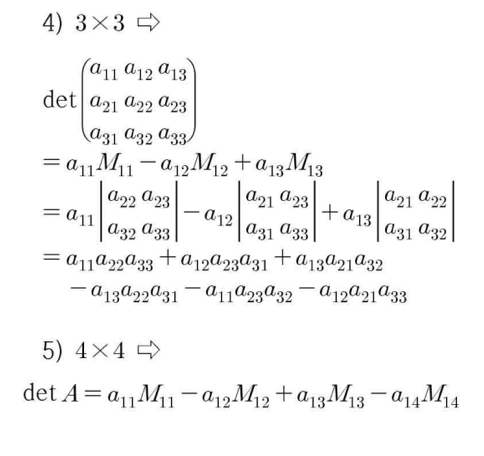 4) 3×3 ⇨
det(a₁₁ a₁₂ a₁₃
a₂₁ a₂₂ a₂₃
a₃₁ a₃₂ a₃₃)
=a₁₁M₁₁−a₁₂M₁₂+a₁₃M₁₃
=a₁₁|a₂₂ a₂₃; a₃₂ a₃₃|−a₁₂|a₂₁ a₂₃; a₃₁ a₃₃|+a₁₃|a₂₁ a₂₂; a₃₁ a₃₂|
=a₁₁a₂₂a₃₃+a₁₂a₂₃a₃₁+a₁₃a₂₁a₃₂
−a₁₃a₂₂a₃₁−a₁₁a₂₃a₃₂−a₁₂a₂₁a₃₃
5) 4×4 ⇨
det A=a₁₁M₁₁−a₁₂M₁₂+a₁₃M₁₃−a₁₄M₁₄